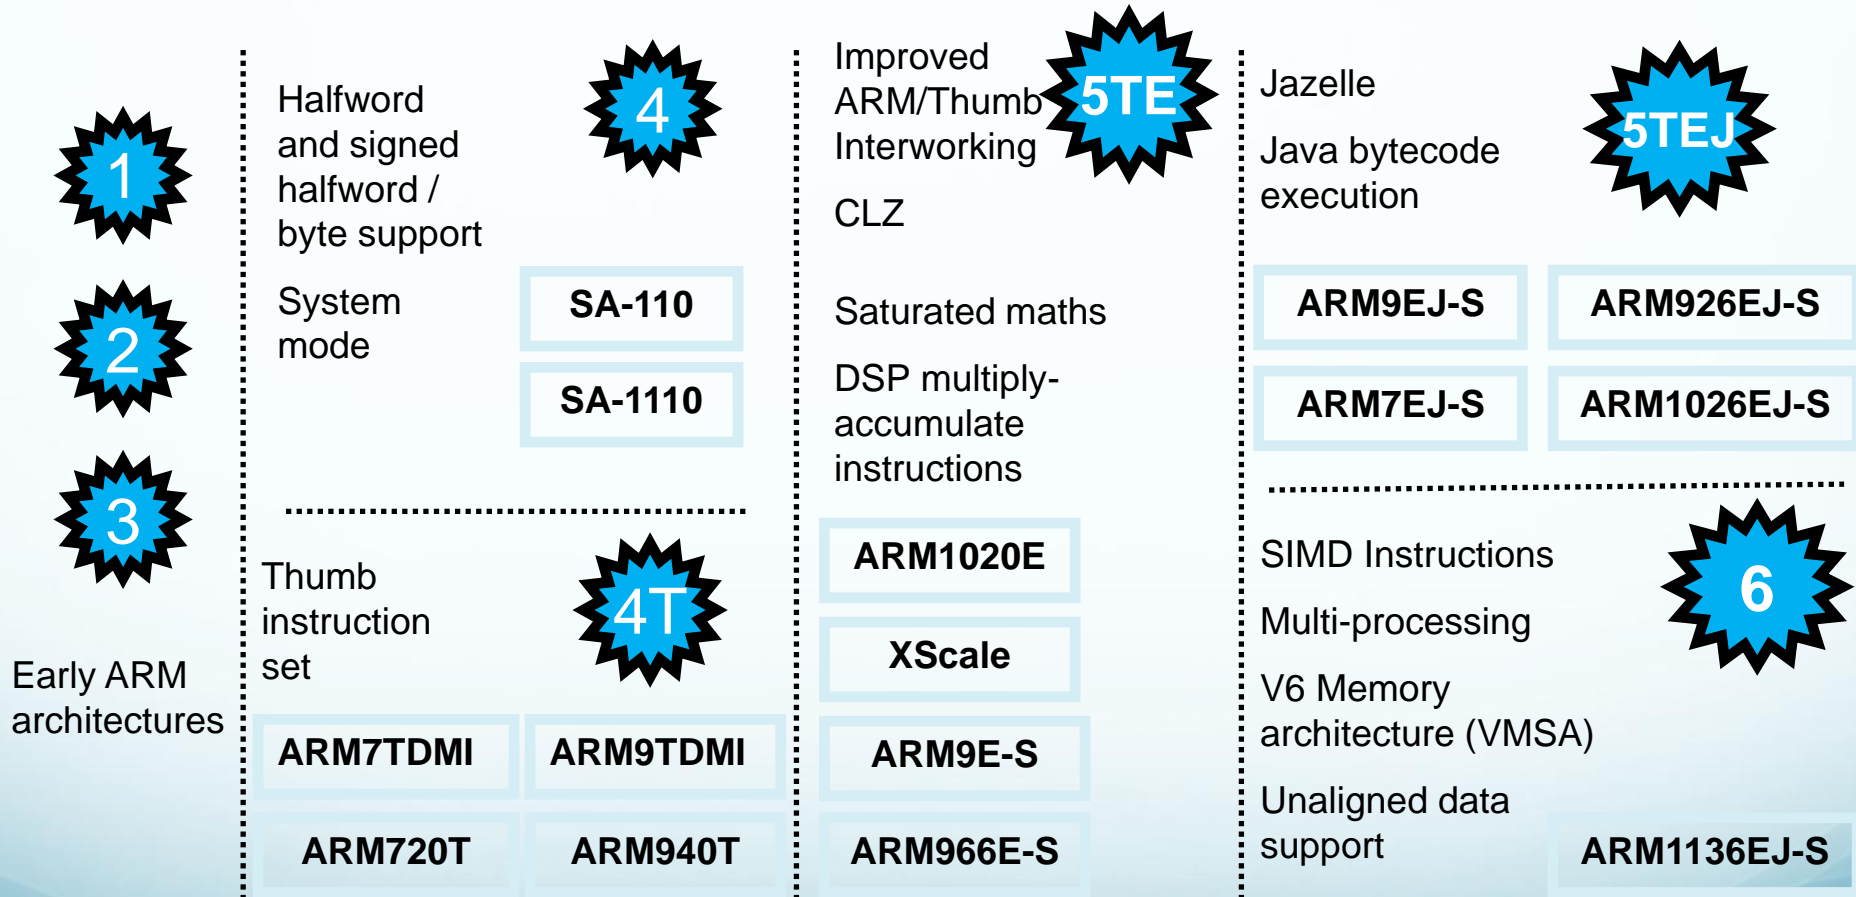 1
2
3
Early ARM
architectures
Halfword
and signed
halfword /
byte support
System
mode
4
SA-110
SA-1110
Thumb
instruction
set
4T
ARM7TDMI
ARM9TDMI
ARM720T
ARM940T
Improved
ARM/Thumb
Interworking
CLZ
5TE
Saturated maths
DSP multiply-
accumulate
instructions
ARM1020E
XScale
ARM9E-S
ARM966E-S
Jazelle
Java bytecode
execution
5TEJ
ARM9EJ-S
ARM926EJ-S
ARM7EJ-S
ARM1026EJ-S
SIMD Instructions
Multi-processing
V6 Memory
architecture (VMSA)
Unaligned data
support
6
ARM1136EJ-S